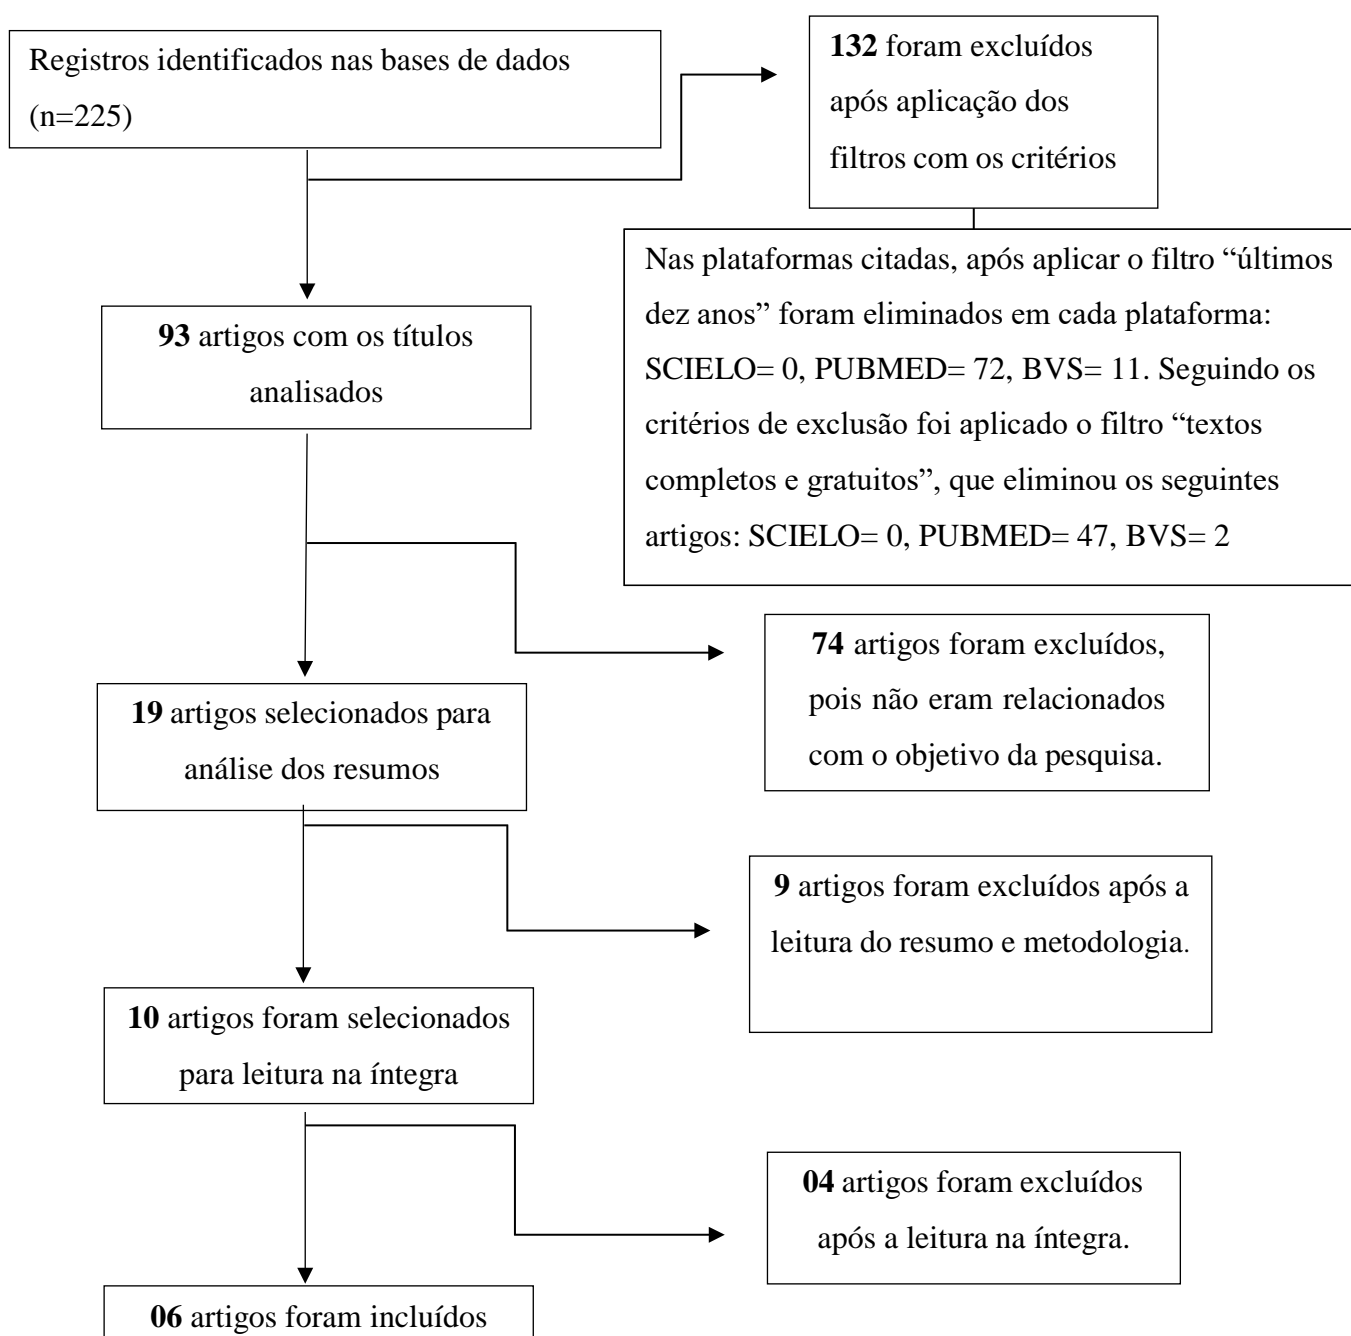 Registros identificados nas bases de dados
(n=225)
132 foram excluídos
após aplicação dos
filtros com os critérios
Nas plataformas citadas, após aplicar o filtro “últimos
dez anos” foram eliminados em cada plataforma:
SCIELO= 0, PUBMED= 72, BVS= 11. Seguindo os
critérios de exclusão foi aplicado o filtro “textos
completos e gratuitos”, que eliminou os seguintes
artigos: SCIELO= 0, PUBMED= 47, BVS= 2
93 artigos com os títulos
analisados
74 artigos foram excluídos,
pois não eram relacionados
com o objetivo da pesquisa.
19 artigos selecionados para
análise dos resumos
9 artigos foram excluídos após a
leitura do resumo e metodologia.
10 artigos foram selecionados
para leitura na íntegra
04 artigos foram excluídos
após a leitura na íntegra.
06 artigos foram incluídos